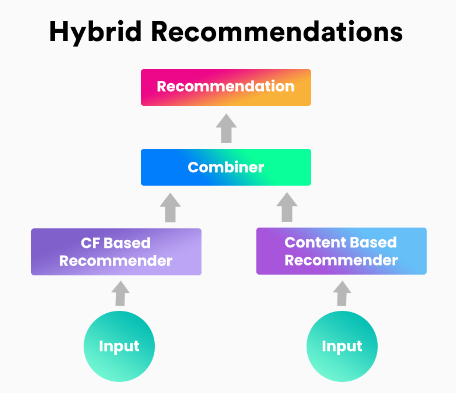 Hybrid Recommendations
Recommendation
Combiner
CF Based
Recommender
Content Based
Recommender
Input
Input